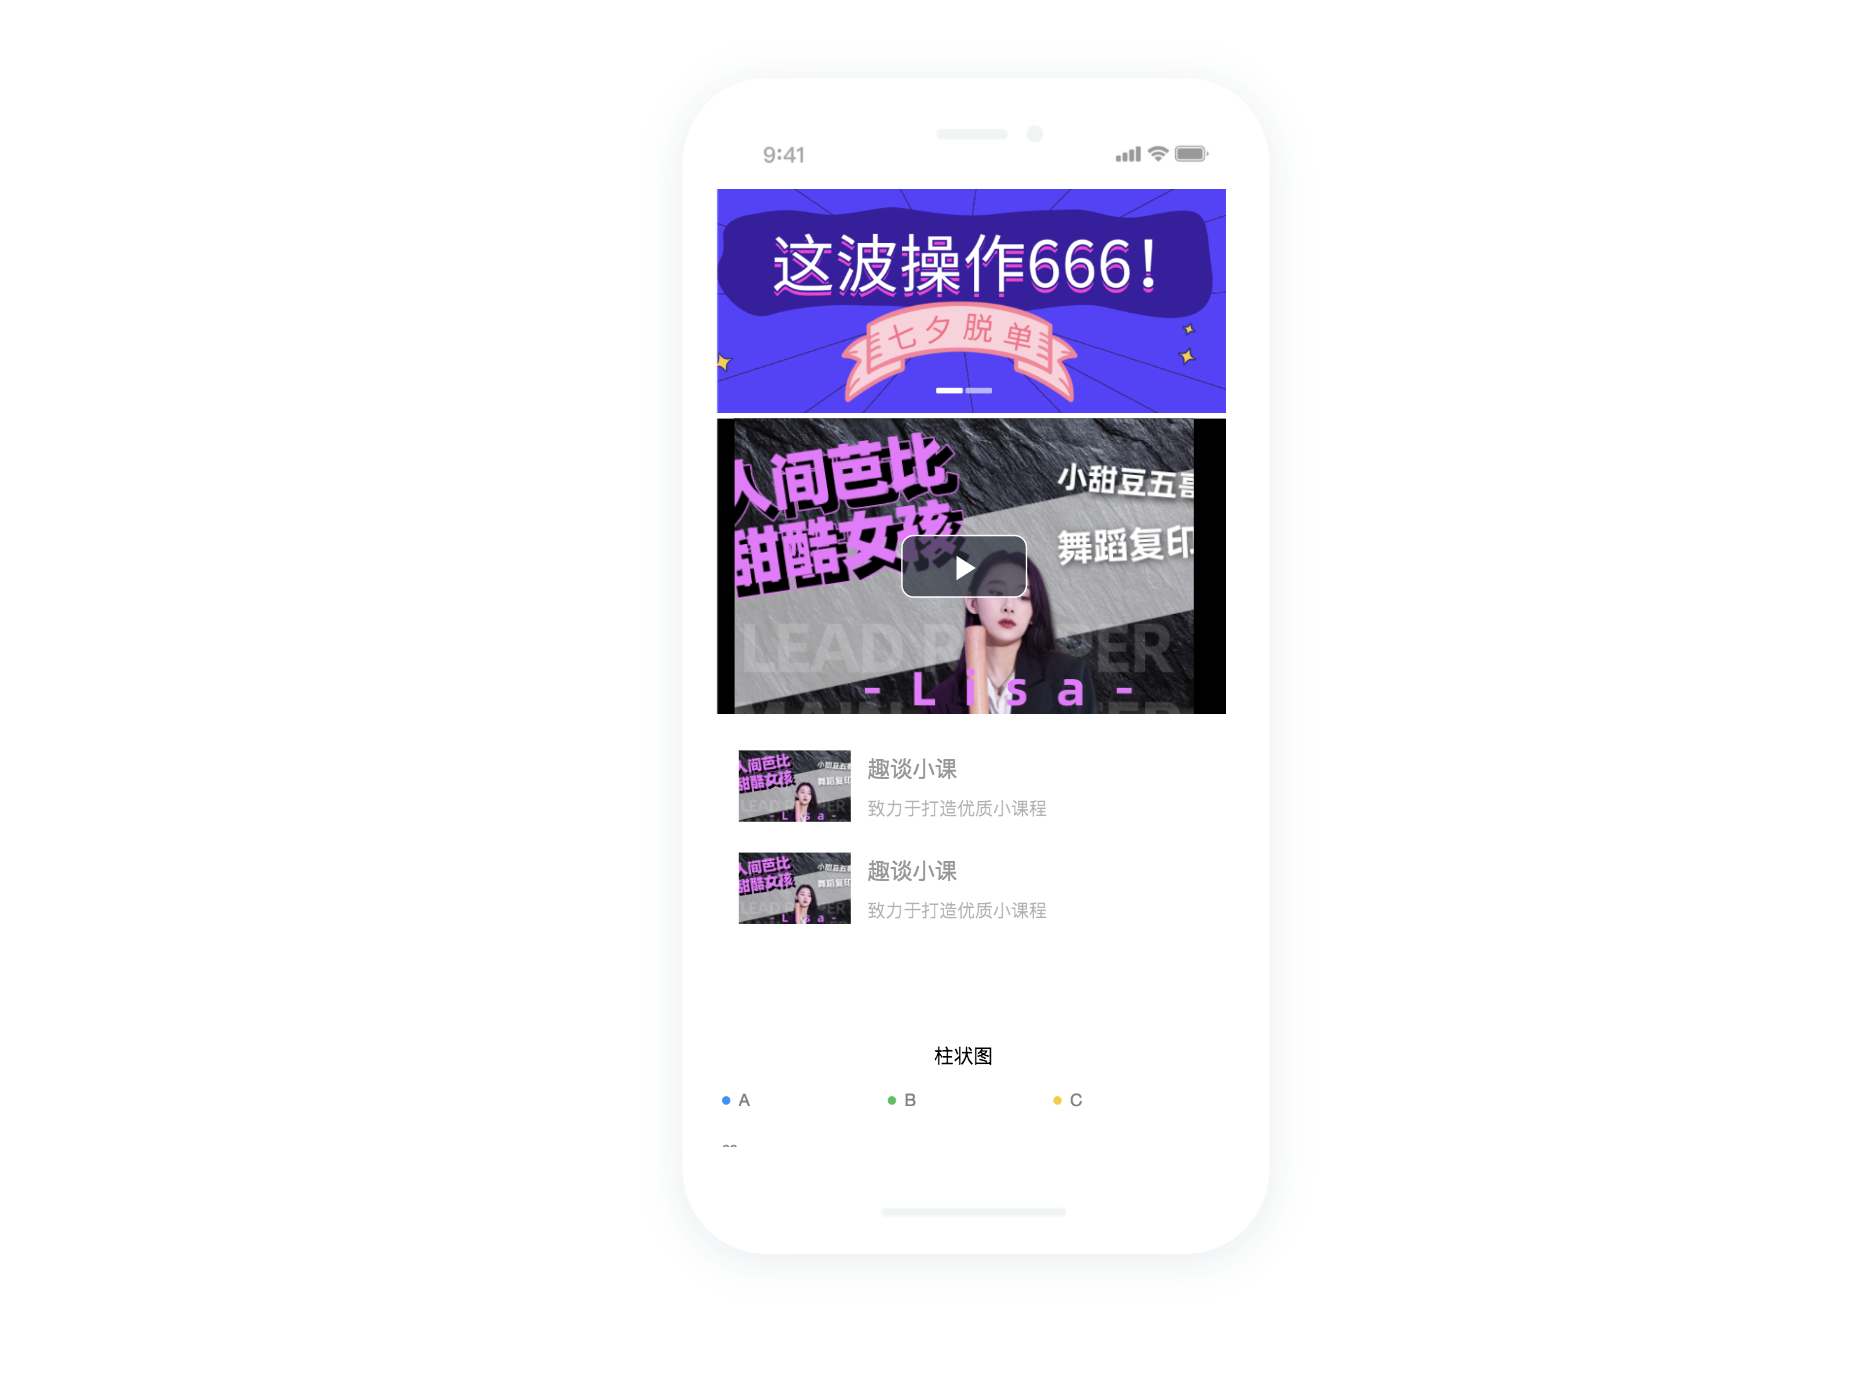 9:41
这波操作666!
七夕脱单
人间芭比
甜酷女孩
小甜豆五哥
舞蹈复印
LEAD RAPPER
- Lisa -
趣谈小课
致力于打造优质小课程
趣谈小课
致力于打造优质小课程
柱状图
A
B
C